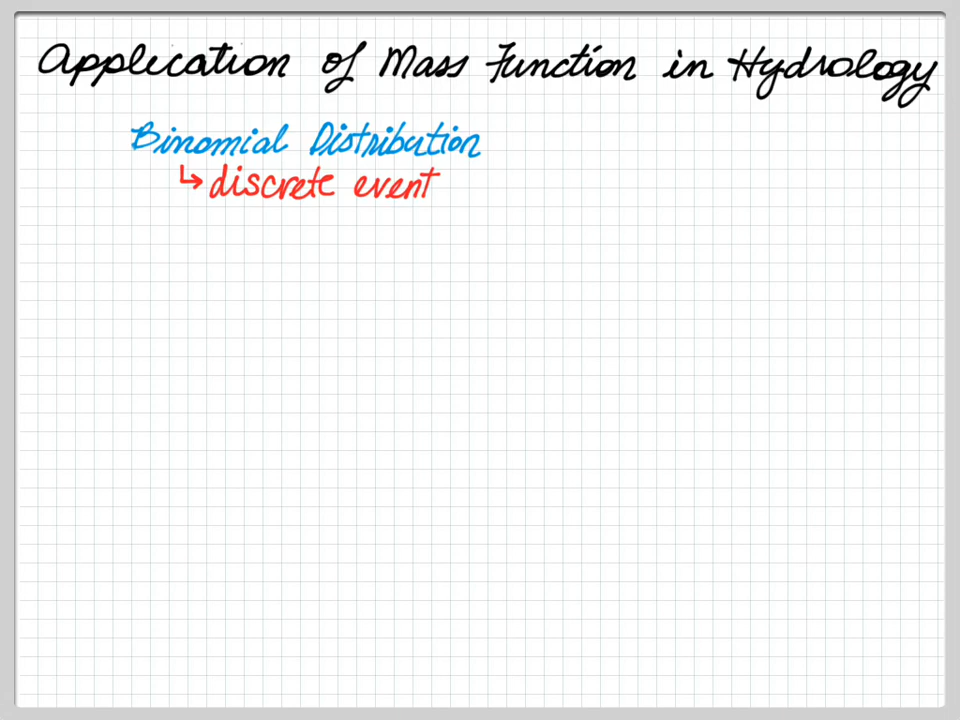 Application of Mass Function in Hydrology
Binomial Distribution
↳ discrete event